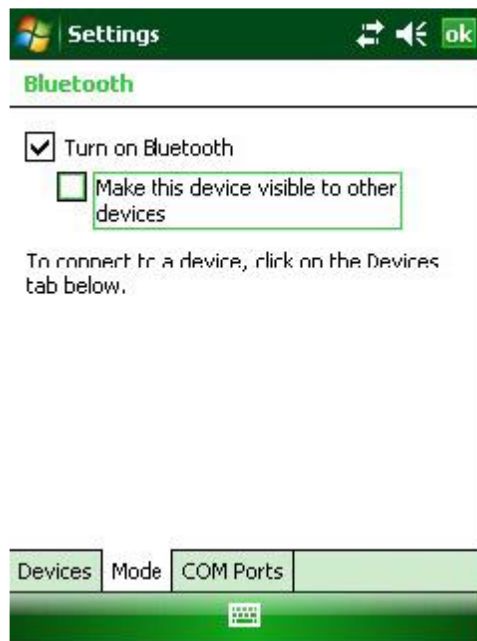 Settings
ok
Bluetooth
Turn on Bluetooth
Make this device visible to other
devices
To connect to a device, click on the Devices
tab below.
Devices Mode COM Ports